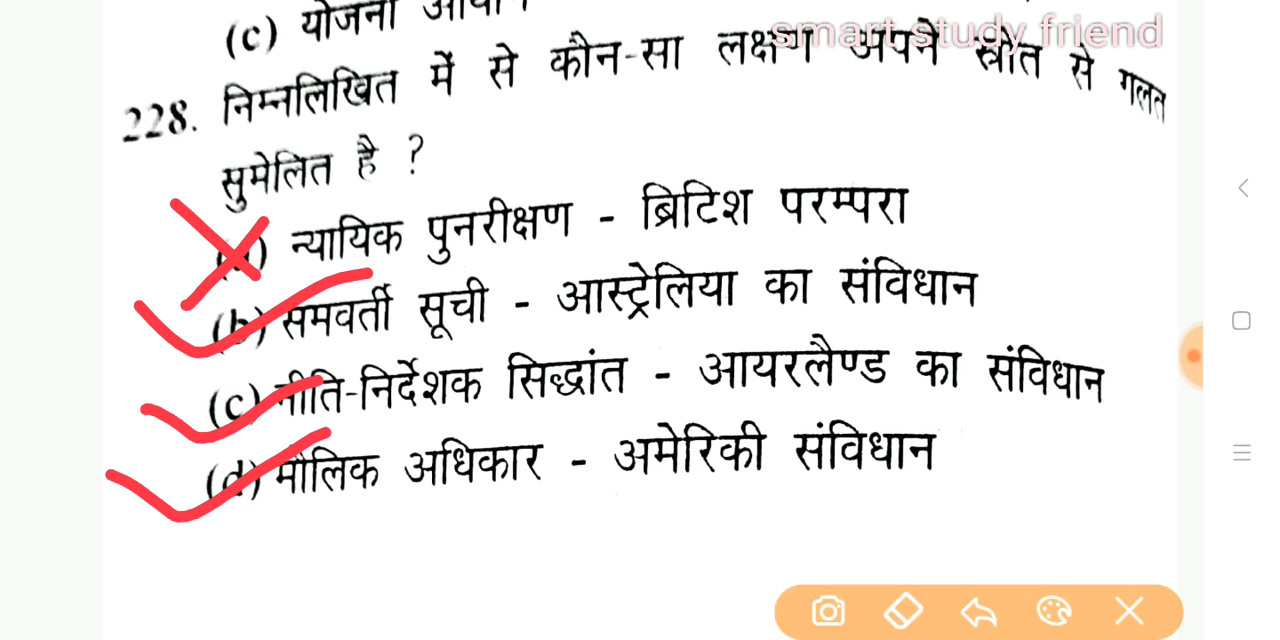 (c) योजना आयोग
smart study friend
228. निम्नलिखित में से कौन-सा लक्षण अपने स्रोत से गलत
सुमेलित है ?
(a) न्यायिक पुनरीक्षण - ब्रिटिश परम्परा
(b) समवर्ती सूची - आस्ट्रेलिया का संविधान
(c) नीति-निर्देशक सिद्धांत - आयरलैण्ड का संविधान
(d) मौलिक अधिकार - अमेरिकी संविधान